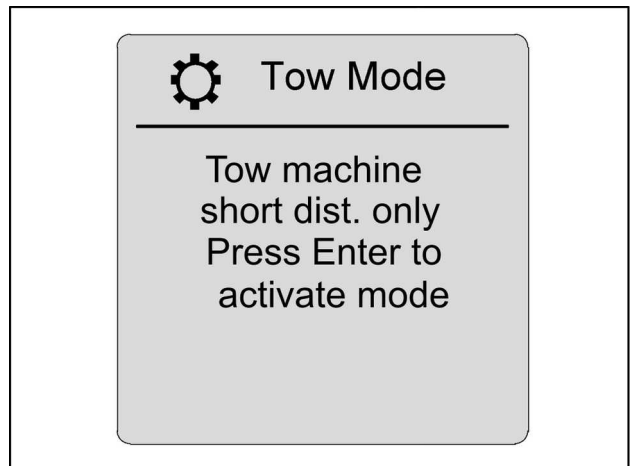 Tow Mode
Tow machine
short dist. only
Press Enter to
activate mode